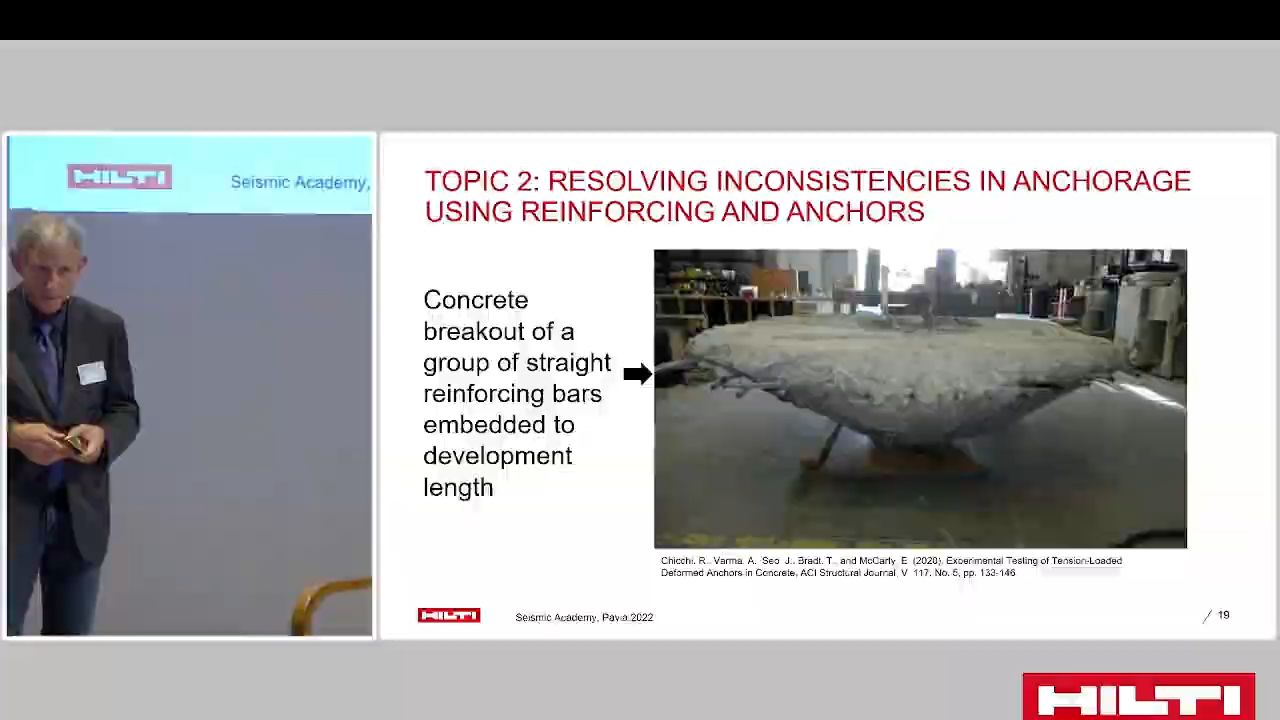 HILTI
Seismic Academy,
TOPIC 2: RESOLVING INCONSISTENCIES IN ANCHORAGE
USING REINFORCING AND ANCHORS
Concrete
breakout of a
group of straight
reinforcing bars
embedded to
development
length
Chicchi, R., Varma, A., Seo, J., Bradt, T., and McCarty, E. (2020). Experimental Testing of Tension-Loaded
Deformed Anchors in Concrete, ACI Structural Journal, V. 117, No. 5, pp. 133-146
HILTI
Seismic Academy, Pavia 2022
/ 19
HILTI